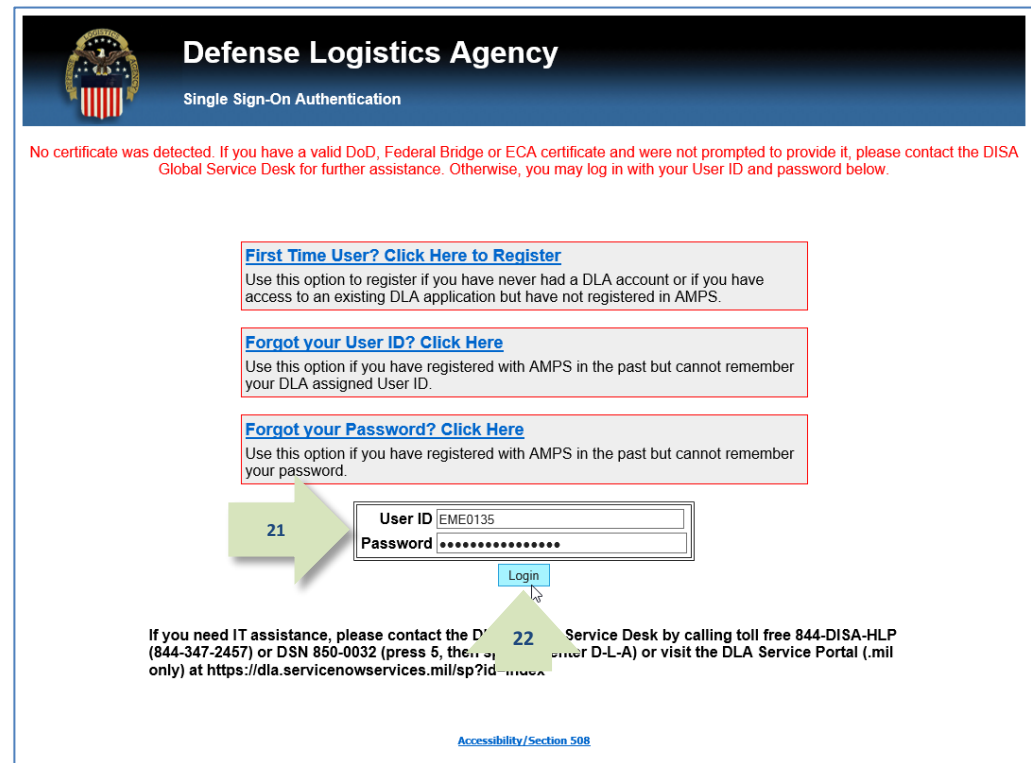 Defense Logistics Agency
Single Sign-On Authentication
No certificate was detected. If you have a valid DoD, Federal Bridge or ECA certificate and were not prompted to provide it, please contact the DISA
Global Service Desk for further assistance. Otherwise, you may log in with your User ID and password below.
First Time User? Click Here to Register
Use this option to register if you have never had a DLA account or if you have
access to an existing DLA application but have not registered in AMPS.
Forgot your User ID? Click Here
Use this option if you have registered with AMPS in the past but cannot remember
your DLA assigned User ID.
Forgot your Password? Click Here
Use this option if you have registered with AMPS in the past but cannot remember
your password.
21
User ID EME0135
Password ••••••••••••••••
Login
22
If you need IT assistance, please contact the Service Desk by calling toll free 844-DISA-HLP
(844-347-2457) or DSN 850-0032 (press 5, then D-L-A) or visit the DLA Service Portal (.mil
only) at https://dla.servicenowservices.mil/sp?id=index
Accessibility/Section 508